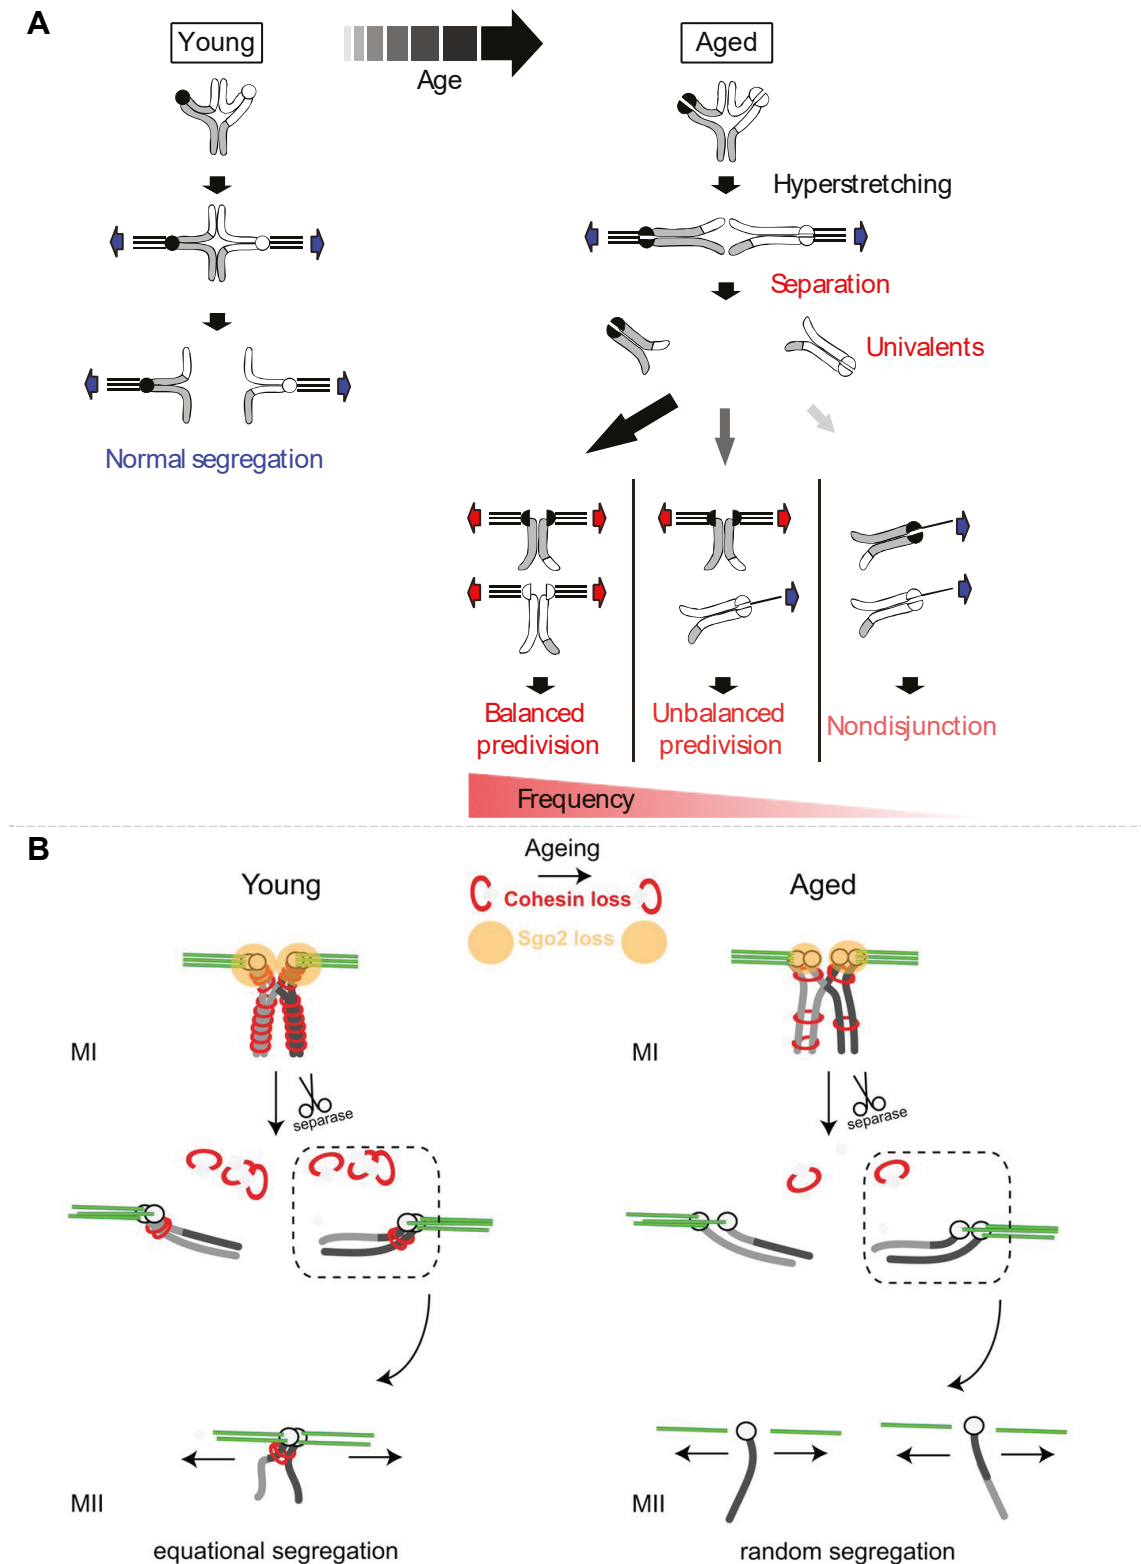 A
Young
Aged
Age
Hyperstretching
Separation
Univalents
Normal segregation
Balanced
predivision
Unbalanced
predivision
Nondisjunction
Frequency
B
Ageing
Young
Aged
Cohesin loss
Sgo2 loss
MI
MI
separase
separase
MII
MII
equational segregation
random segregation